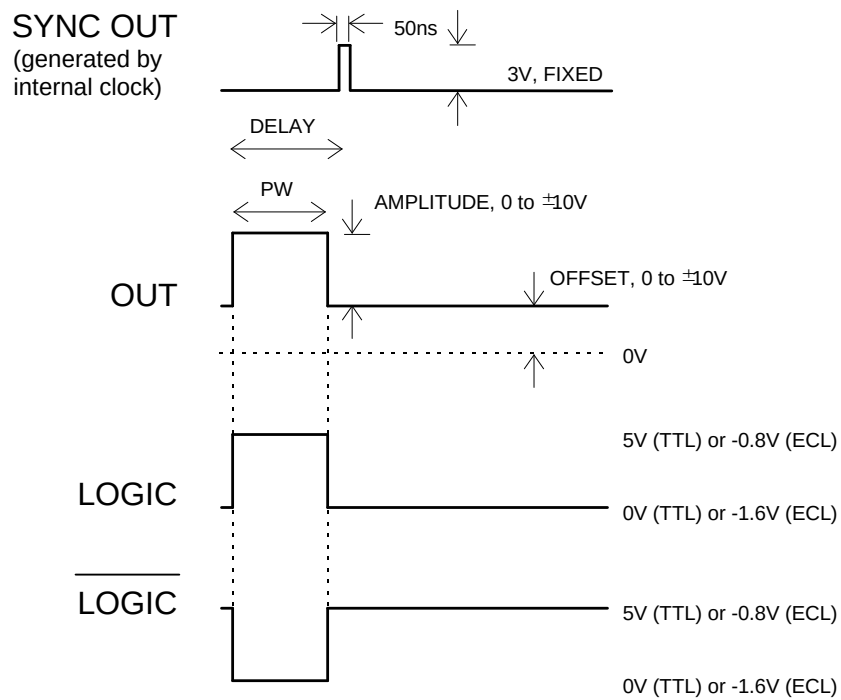 SYNC OUT
(generated by
internal clock)
50ns
3V, FIXED
DELAY
PW
AMPLITUDE, 0 to ±10V
OUT
OFFSET, 0 to ±10V
0V
LOGIC
5V (TTL) or -0.8V (ECL)
0V (TTL) or -1.6V (ECL)
LOGIC
5V (TTL) or -0.8V (ECL)
0V (TTL) or -1.6V (ECL)